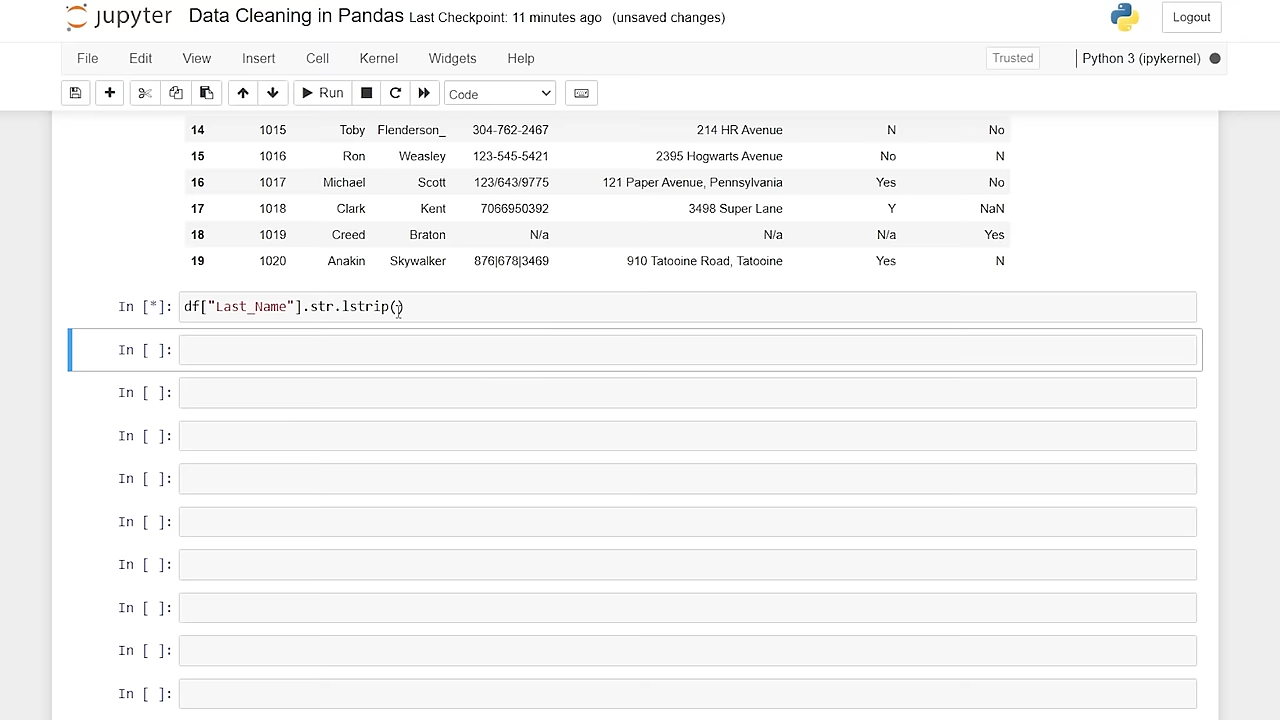 jupyter Data Cleaning in Pandas Last Checkpoint: 11 minutes ago (unsaved changes) Logout
File Edit View Insert Cell Kernel Widgets Help Trusted Python 3 (ipykernel)
Run Code
14 1015 Toby Flenderson_ 304-762-2467 214 HR Avenue N No
15 1016 Ron Weasley 123-545-5421 2395 Hogwarts Avenue No N
16 1017 Michael Scott 123/643/9775 121 Paper Avenue, Pennsylvania Yes No
17 1018 Clark Kent 7066950392 3498 Super Lane Y NaN
18 1019 Creed Braton N/a N/a N/a Yes
19 1020 Anakin Skywalker 876|678|3469 910 Tatooine Road, Tatooine Yes N
In [*]: df["Last_Name"].str.lstrip()
In [ ]:
In [ ]:
In [ ]:
In [ ]:
In [ ]:
In [ ]:
In [ ]:
In [ ]:
In [ ]: